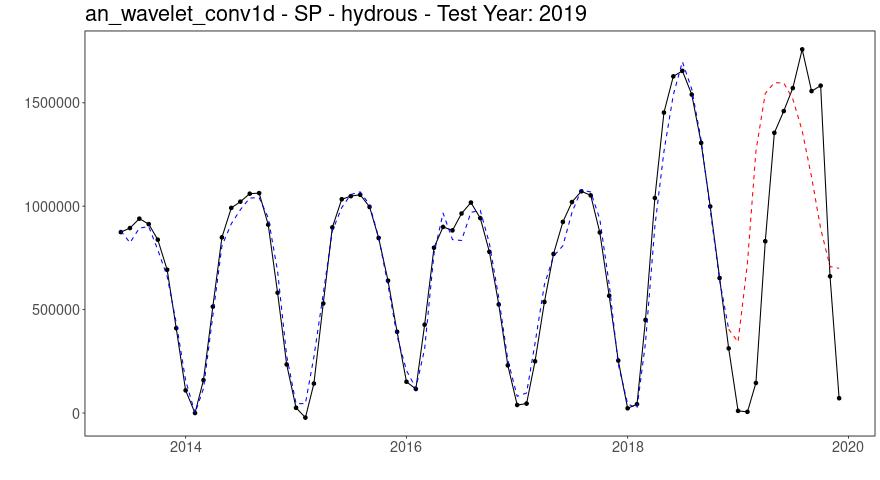 an_wavelet_conv1d - SP - hydrous - Test Year: 2019
1500000
1000000
500000
0
2014 2016 2018 2020